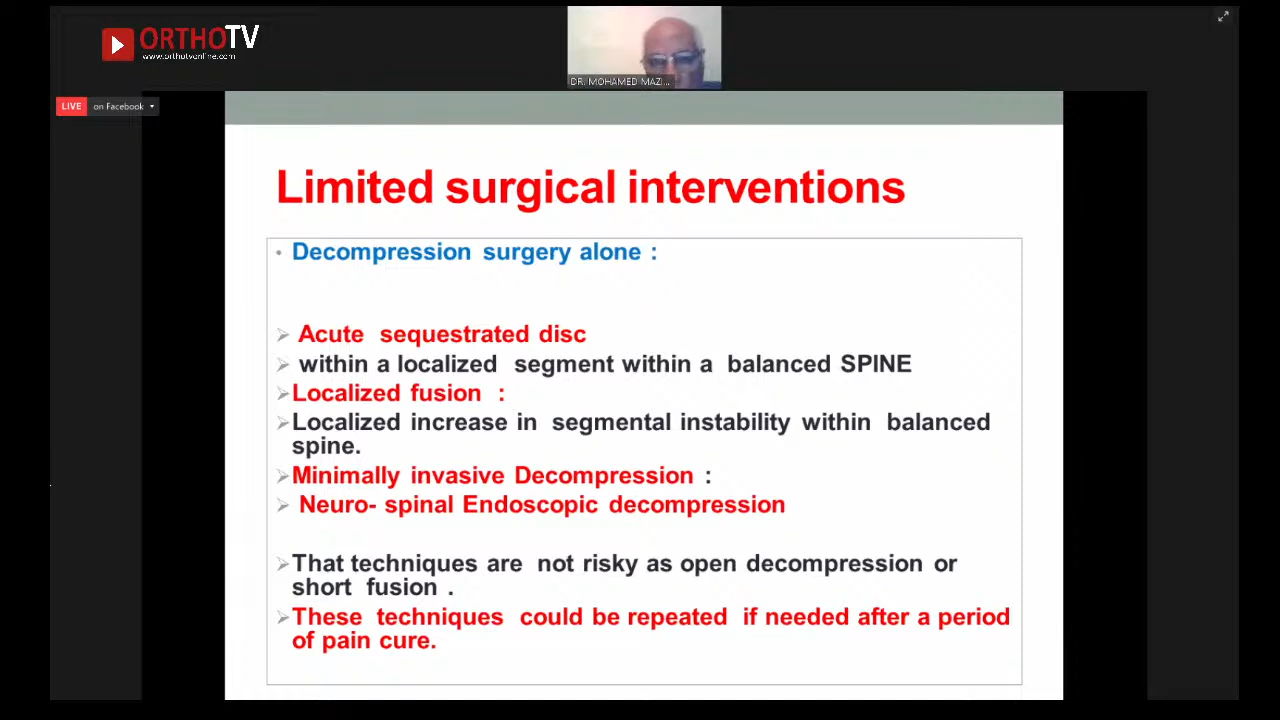 ORTHOTV
www.orthotvonline.com
DR. MOHAMED MAZI...
LIVE on Facebook
Limited surgical interventions
• Decompression surgery alone :
➢ Acute sequestrated disc
➢ within a localized segment within a balanced SPINE
➢Localized fusion :
➢Localized increase in segmental instability within balanced
spine.
➢Minimally invasive Decompression :
➢ Neuro- spinal Endoscopic decompression
➢That techniques are not risky as open decompression or
short fusion .
➢These techniques could be repeated if needed after a period
of pain cure.